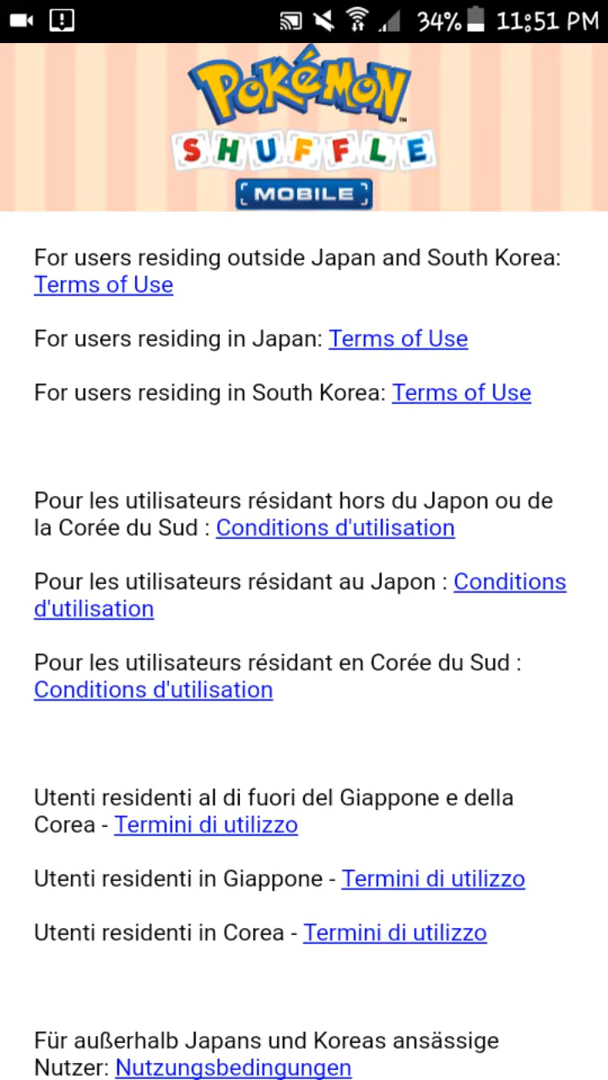 34% 11:51 PM
POKéMON
SHUFFLE
MOBILE
For users residing outside Japan and South Korea:
Terms of Use
For users residing in Japan: Terms of Use
For users residing in South Korea: Terms of Use
Pour les utilisateurs résidant hors du Japon ou de
la Corée du Sud : Conditions d'utilisation
Pour les utilisateurs résidant au Japon : Conditions
d'utilisation
Pour les utilisateurs résidant en Corée du Sud :
Conditions d'utilisation
Utenti residenti al di fuori del Giappone e della
Corea - Termini di utilizzo
Utenti residenti in Giappone - Termini di utilizzo
Utenti residenti in Corea - Termini di utilizzo
Für außerhalb Japans und Koreas ansässige
Nutzer: Nutzungsbedingungen